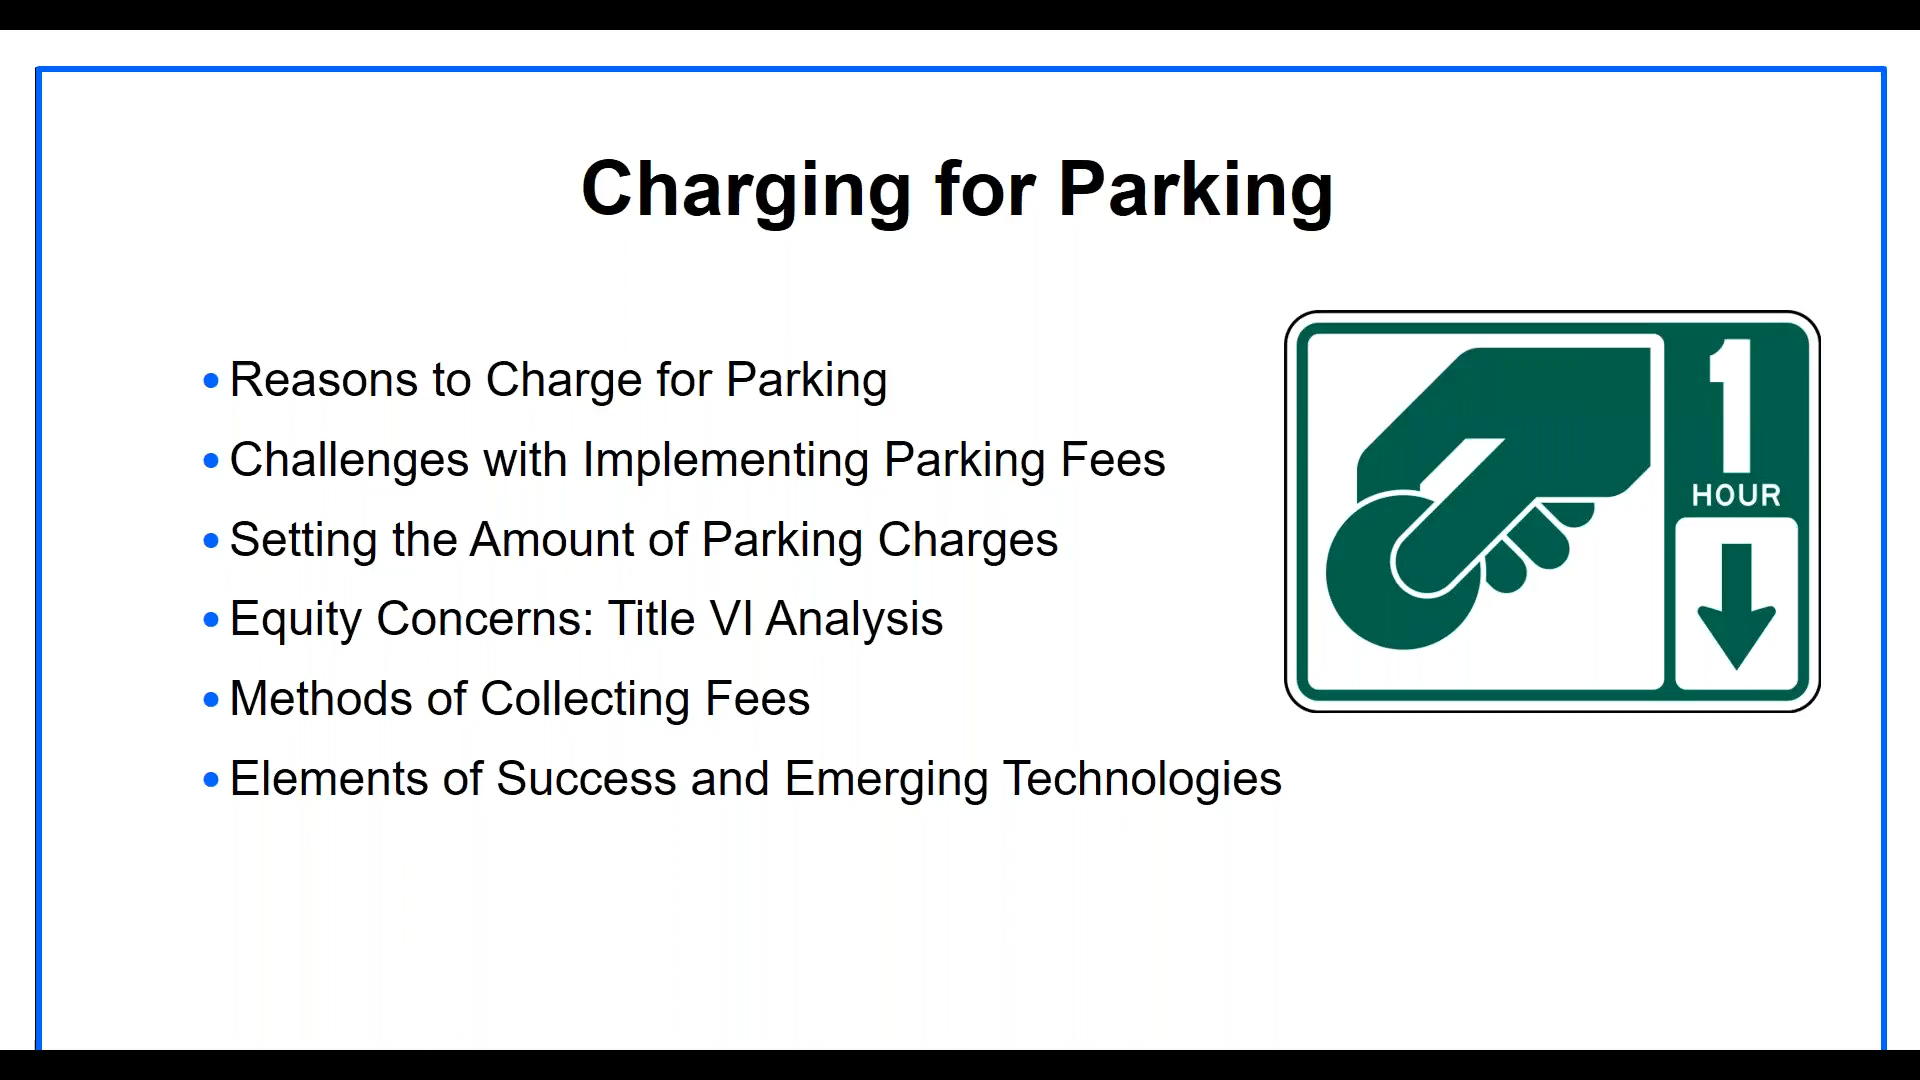 Charging for Parking
• Reasons to Charge for Parking
• Challenges with Implementing Parking Fees
• Setting the Amount of Parking Charges
• Equity Concerns: Title VI Analysis
• Methods of Collecting Fees
• Elements of Success and Emerging Technologies
1
HOUR